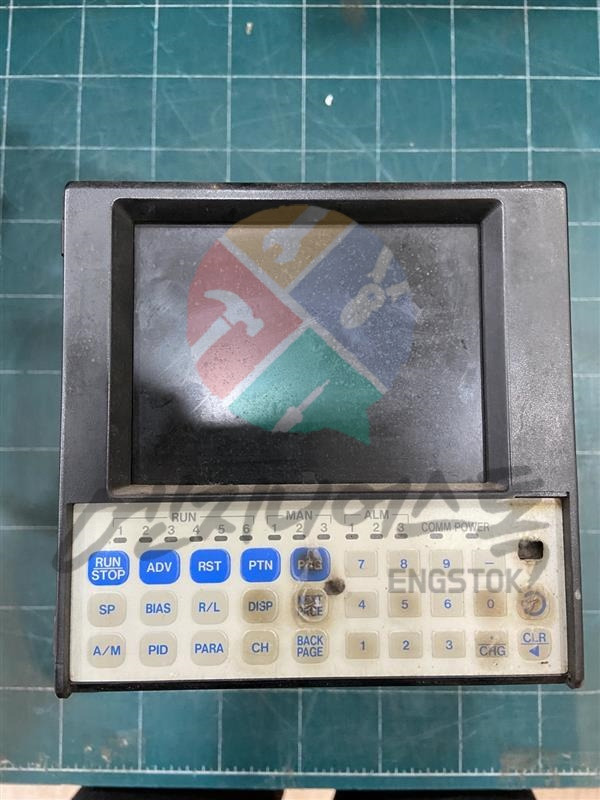 RUN MAN ALM
1 2 3 4 5 6 1 2 3 1 2 3 COMM POWER
RUN STOP ADV RST PTN 7 8 9 –
ENGSTOK
SP BIAS R/L DISP PAGE 4 5 6 0
A/M PID PARA CH BACK PAGE 1 2 3 CHG CLR